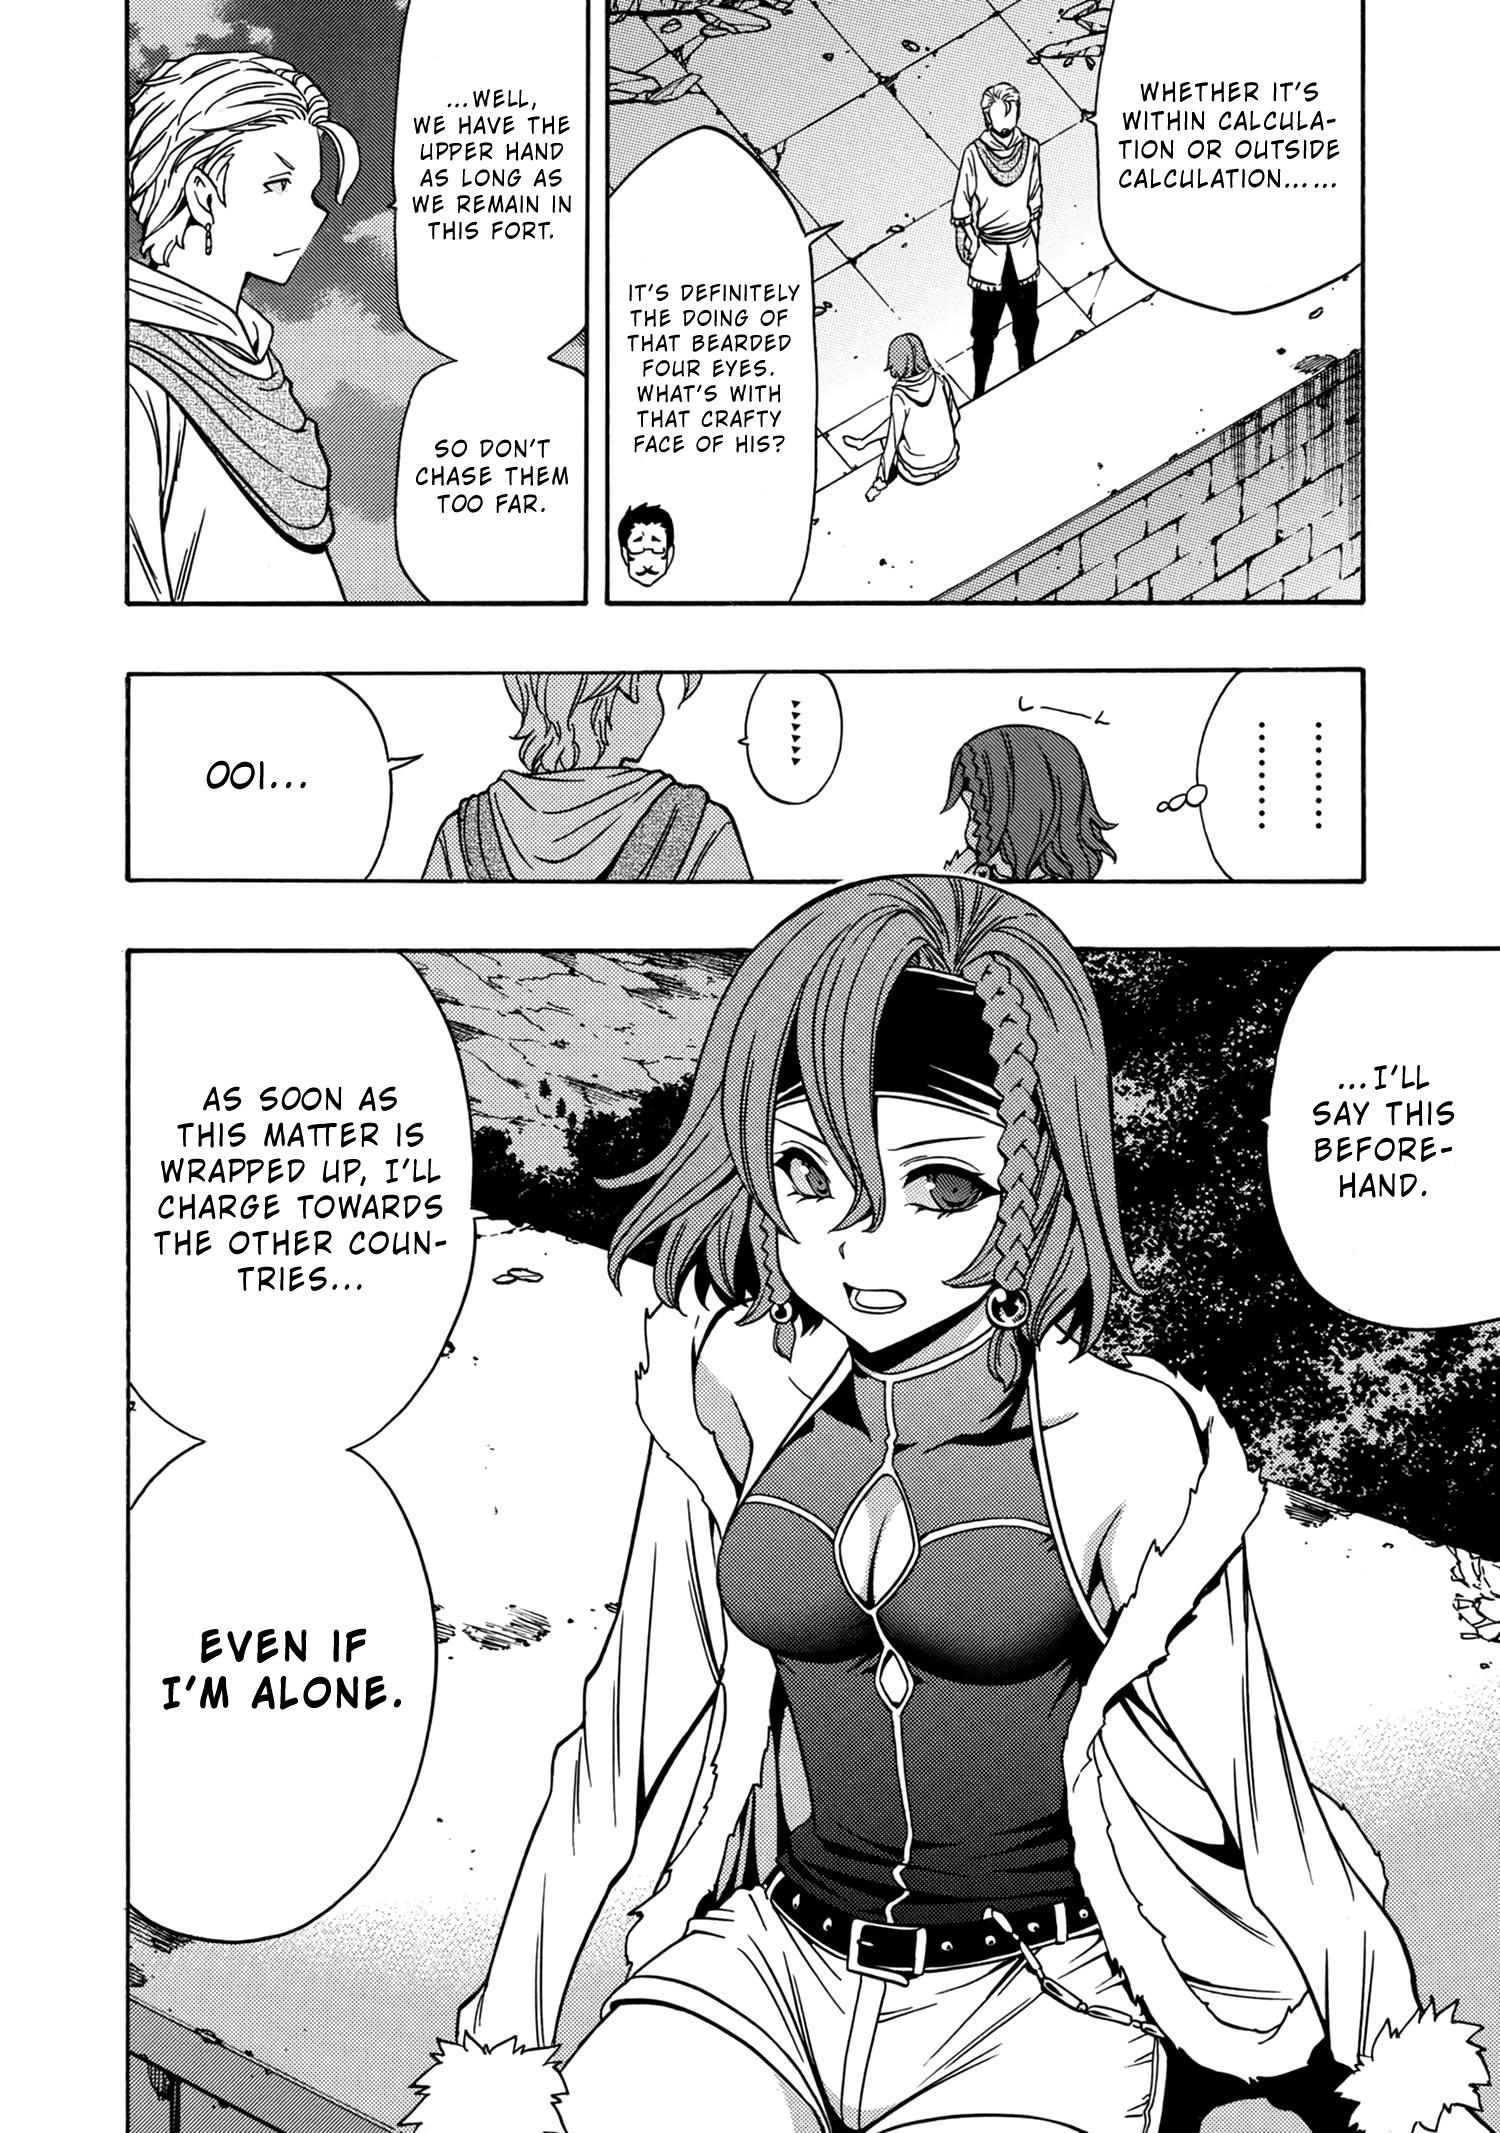 WHETHER IT'S
WITHIN CALCULA-
TION OR OUTSIDE
CALCULATION......
IT'S DEFINITELY
THE DOING OF
THAT BEARDED
FOUR EYES.
WHAT'S WITH
THAT CRAFTY
FACE OF HIS?
...WELL,
WE HAVE THE
UPPER HAND
AS LONG AS
WE REMAIN IN
THIS FORT.
SO DON'T
CHASE THEM
TOO FAR.
し──ん
OOI...
...I'LL
SAY THIS
BEFORE-
HAND.
AS SOON AS
THIS MATTER IS
WRAPPED UP, I'LL
CHARGE TOWARDS
THE OTHER COUN-
TRIES...
EVEN IF
I'M ALONE.